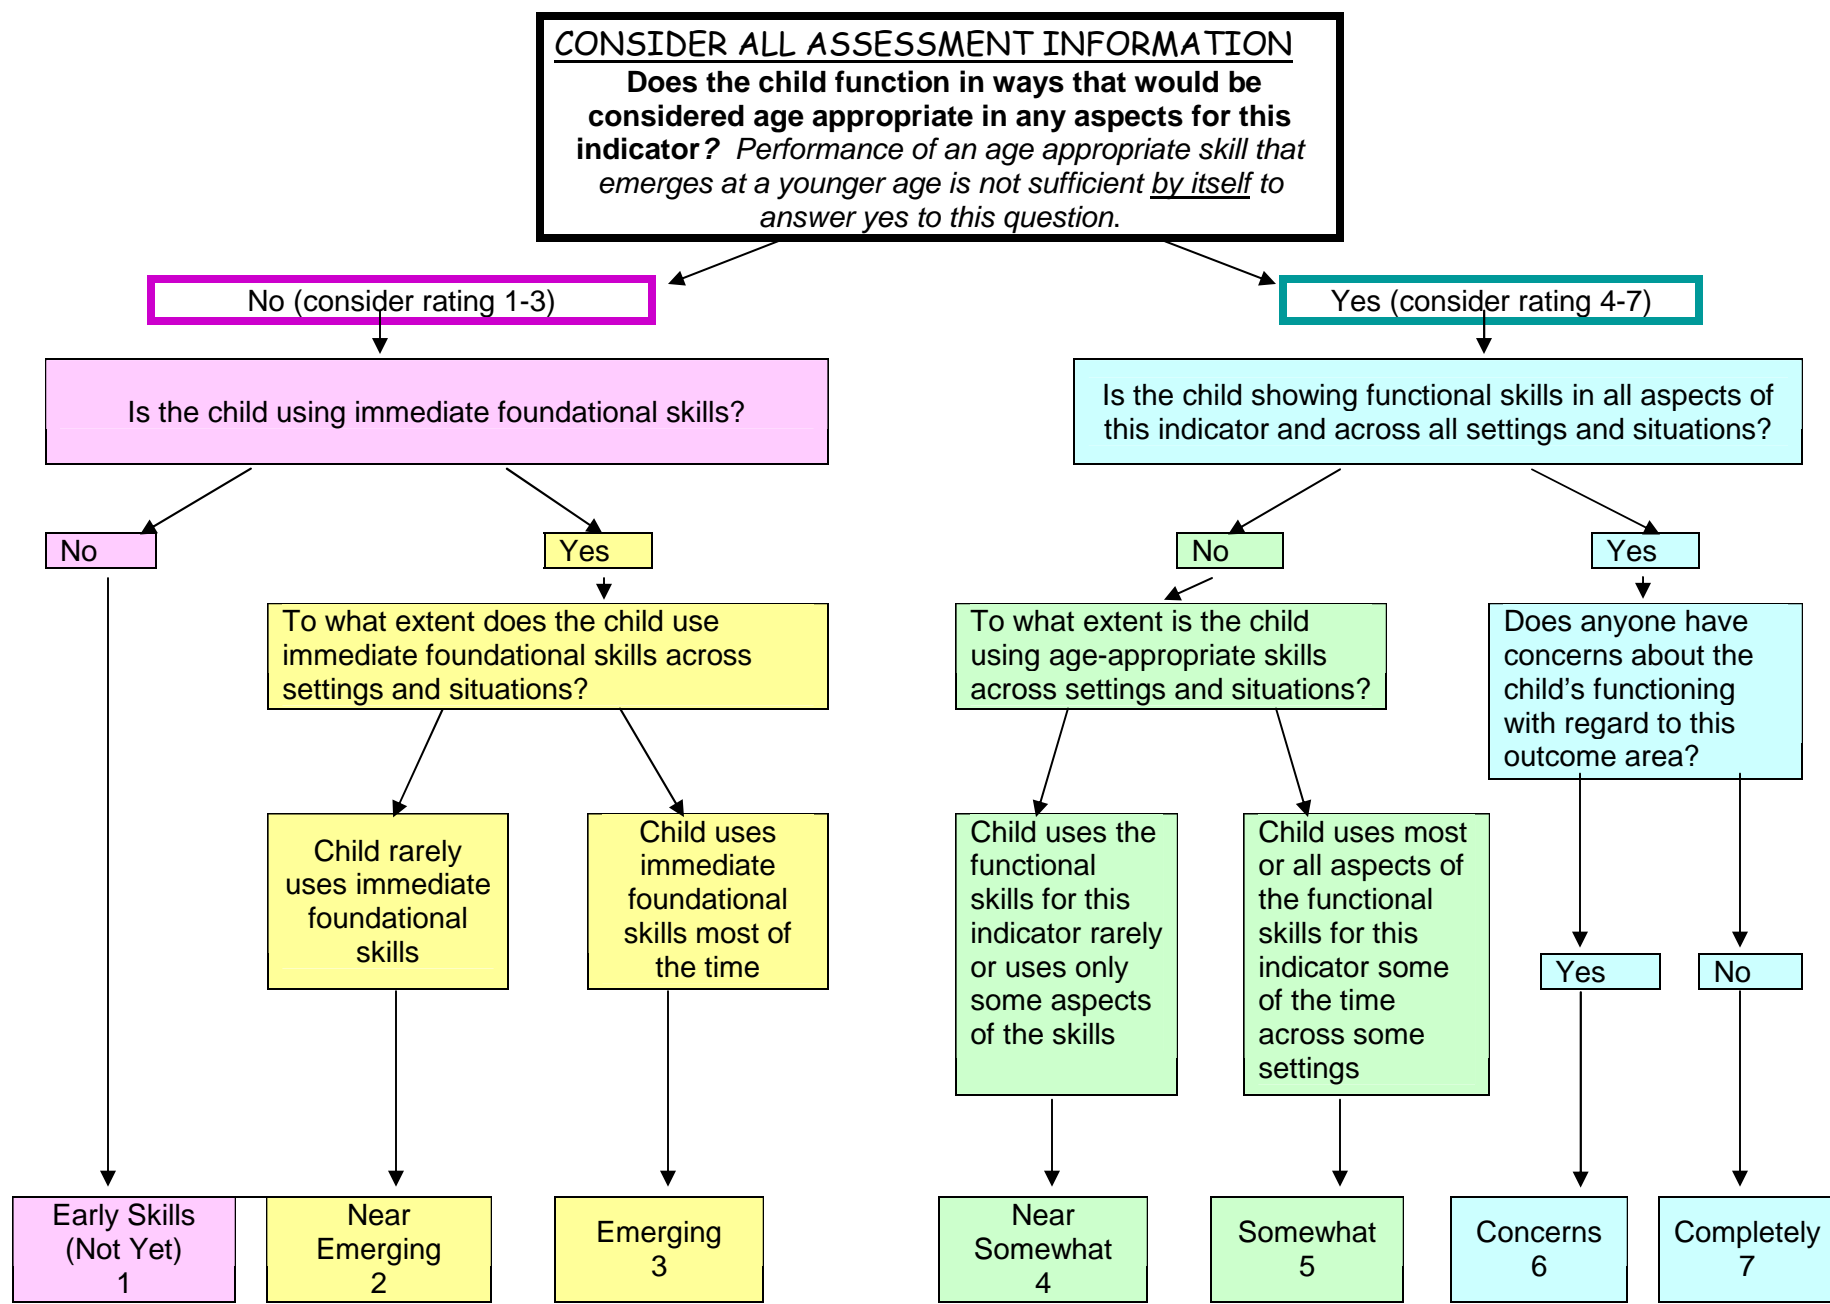 CONSIDER ALL ASSESSMENT INFORMATION
Does the child function in ways that would be
considered age appropriate in any aspects for this
indicator?  Performance of an age appropriate skill that
emerges at a younger age is not sufficient by itself to
answer yes to this question.
No (consider rating 1-3)
Yes (consider rating 4-7)
Is the child using immediate foundational skills?
Is the child showing functional skills in all aspects of
this indicator and across all settings and situations?
No
Yes
No
Yes
To what extent does the child use
immediate foundational skills across
settings and situations?
To what extent is the child
using age-appropriate skills
across settings and situations?
Does anyone have
concerns about the
child’s functioning
with regard to this
outcome area?
Child rarely
uses immediate
foundational
skills
Child uses
immediate
foundational
skills most of
the time
Child uses the
functional
skills for this
indicator rarely
or uses only
some aspects
of the skills
Child uses most
or all aspects of
the functional
skills for this
indicator some
of the time
across some
settings
Yes
No
Early Skills
(Not Yet)
1
Near
Emerging
2
Emerging
3
Near
Somewhat
4
Somewhat
5
Concerns
6
Completely
7